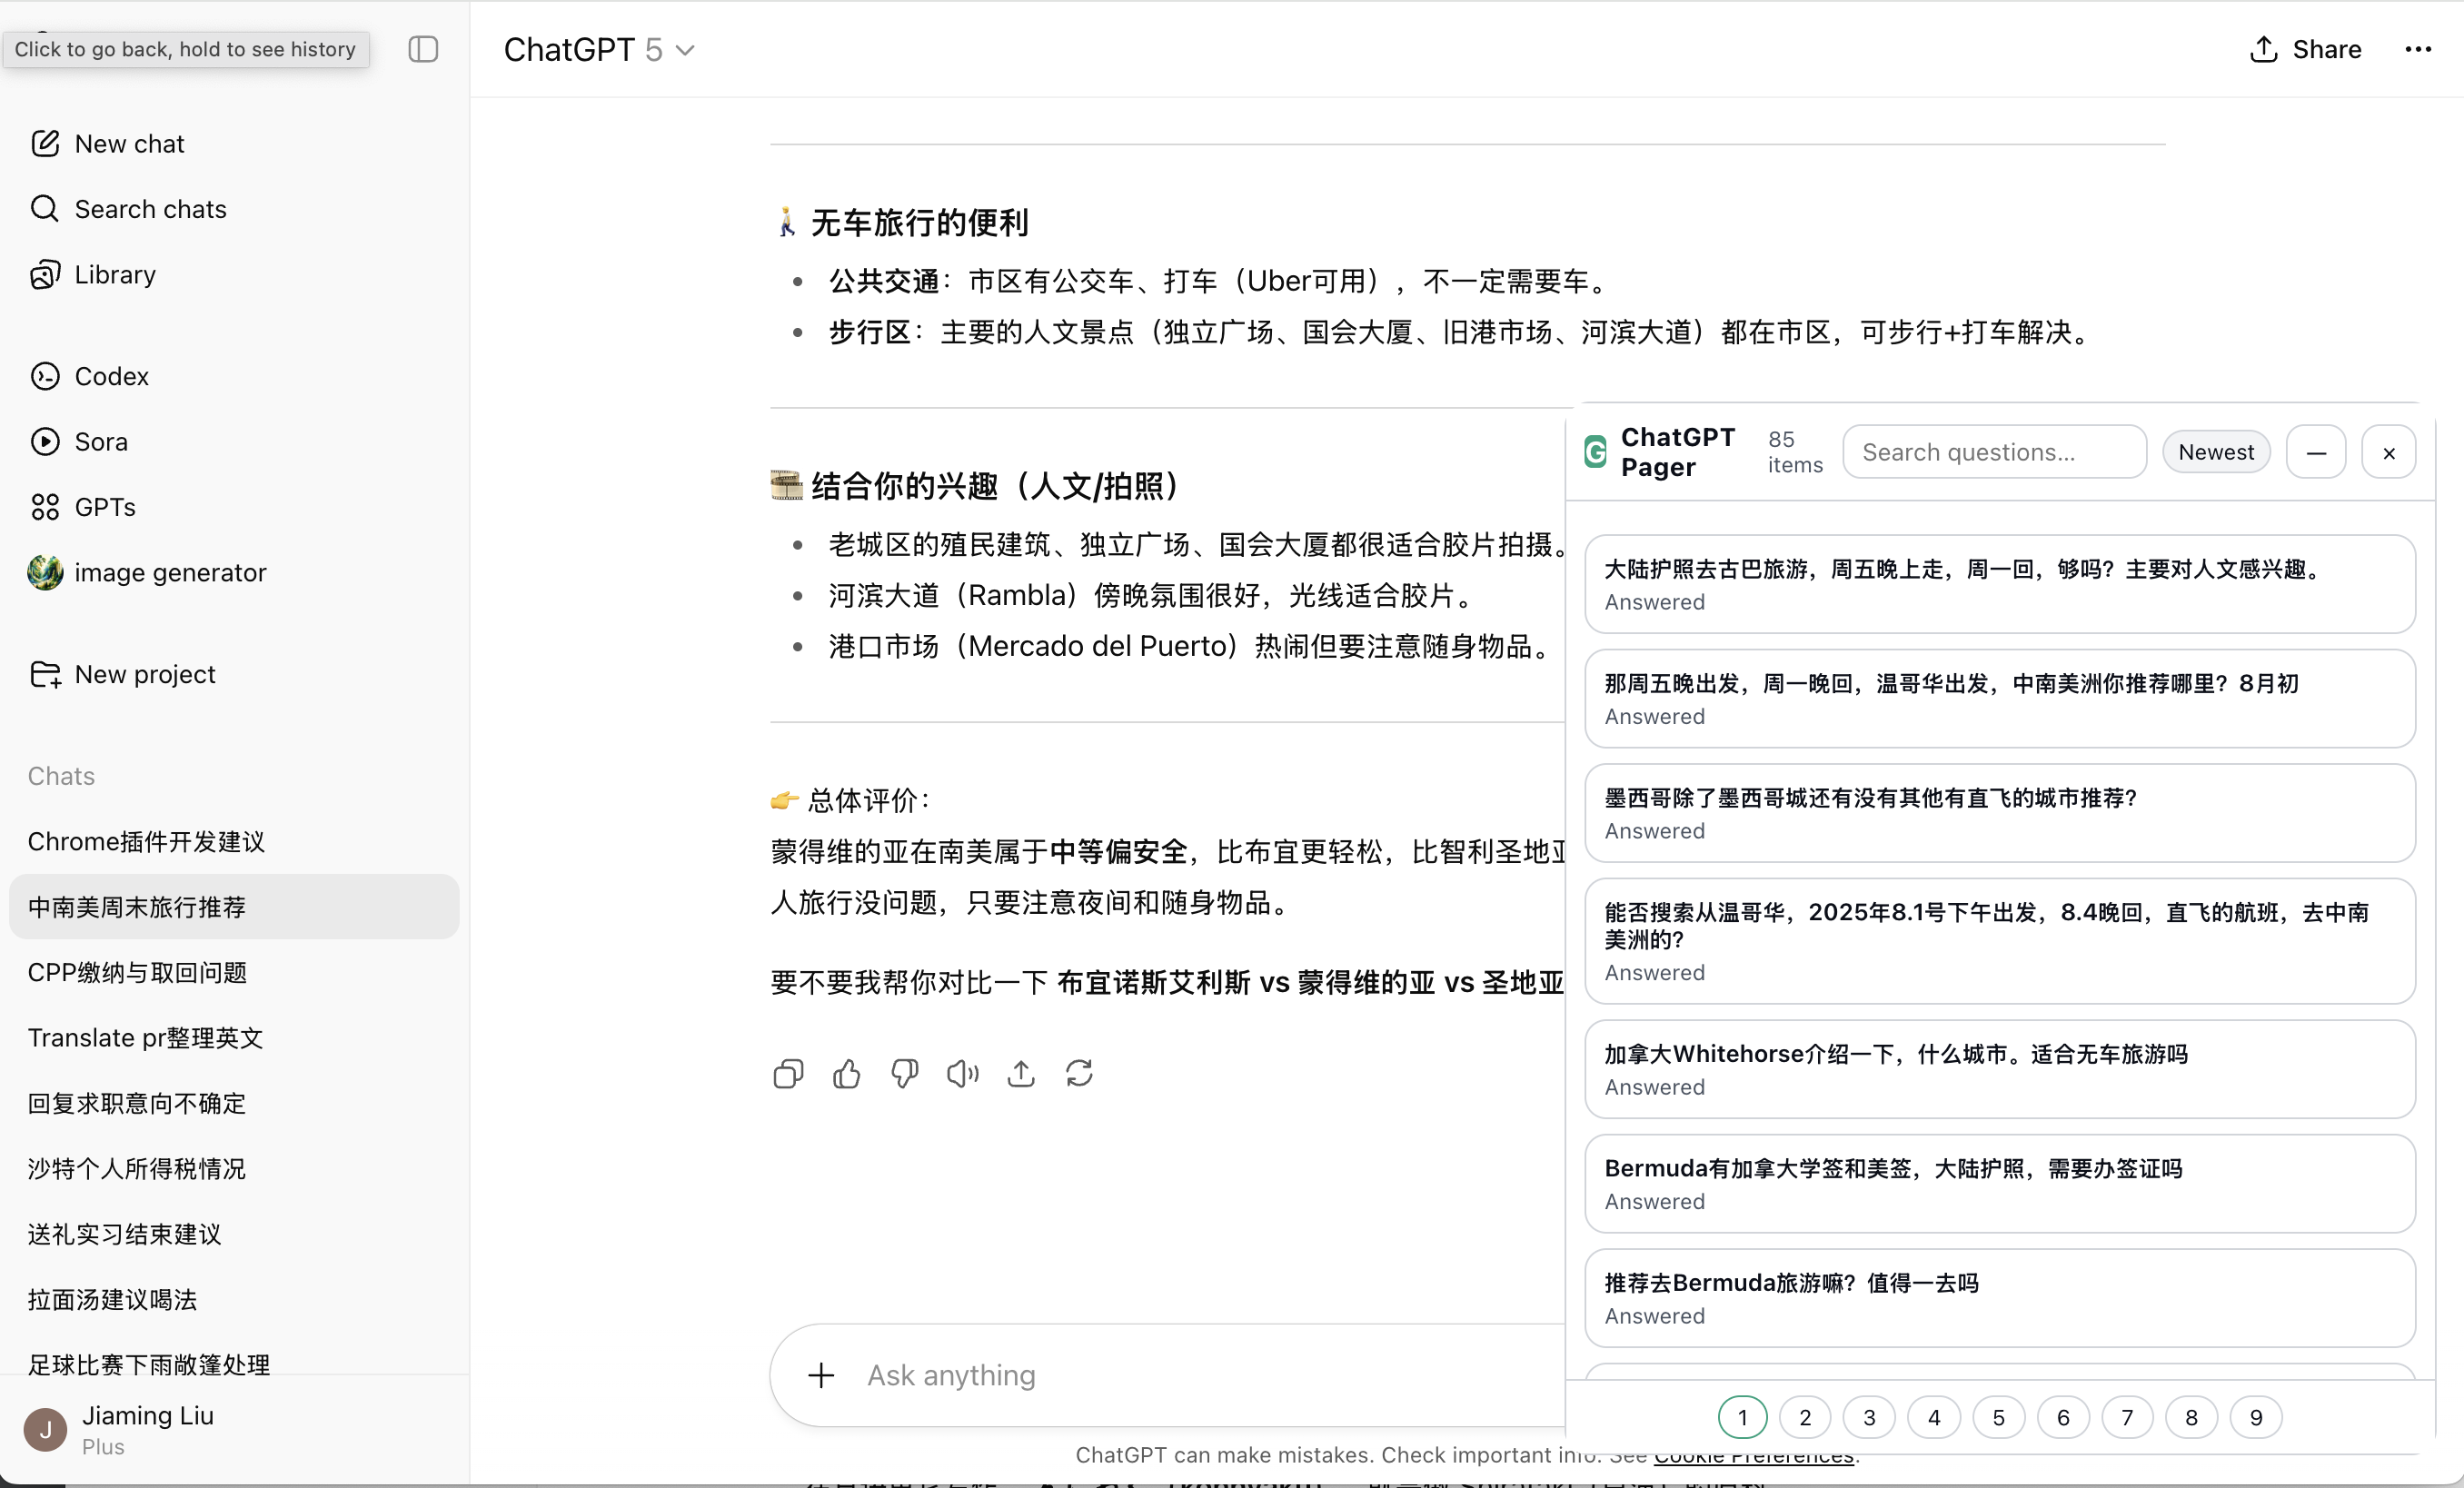 Click to go back, hold to see history
New chat
Search chats
Library
Codex
Sora
GPTs
image generator
New project
Chats
Chrome插件开发建议
中南美周末旅行推荐
CPP缴纳与取回问题
Translate pr整理英文
回复求职意向不确定
沙特个人所得税情况
送礼实习结束建议
拉面汤建议喝法
足球比赛下雨敞篷处理
J
Jiaming Liu
Plus
ChatGPT 5
Share
无车旅行的便利
公共交通：市区有公交车、打车（Uber可用），不一定需要车。
步行区：主要的人文景点（独立广场、国会大厦、旧港市场、河滨大道）都在市区，可步行+打车解决。
结合你的兴趣（人文/拍照）
老城区的殖民建筑、独立广场、国会大厦都很适合胶片拍摄。
河滨大道（Rambla）傍晚氛围很好，光线适合胶片。
港口市场（Mercado del Puerto）热闹但要注意随身物品。
总体评价：
蒙得维的亚在南美属于中等偏安全，比布宜更轻松，比智利圣地亚
人旅行没问题，只要注意夜间和随身物品。
要不要我帮你对比一下 布宜诺斯艾利斯 vs 蒙得维的亚 vs 圣地亚
Ask anything
ChatGPT can make mistakes. Check important info. See Cookie Preferences.
G
ChatGPT
Pager
85
items
Search questions...
Newest
大陆护照去古巴旅游，周五晚上走，周一回，够吗？主要对人文感兴趣。
Answered
那周五晚出发，周一晚回，温哥华出发，中南美洲你推荐哪里？8月初
Answered
墨西哥除了墨西哥城还有没有其他有直飞的城市推荐？
Answered
能否搜索从温哥华，2025年8.1号下午出发，8.4晚回，直飞的航班，去中南
美洲的？
Answered
加拿大Whitehorse介绍一下，什么城市。适合无车旅游吗
Answered
Bermuda有加拿大学签和美签，大陆护照，需要办签证吗
Answered
推荐去Bermuda旅游嘛？值得一去吗
Answered
1 2 3 4 5 6 7 8 9